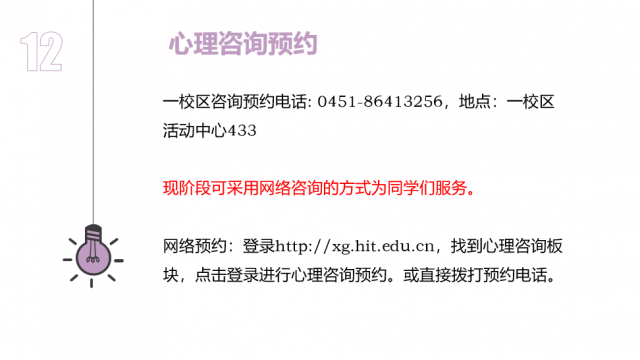 12
心理咨询预约
一校区咨询预约电话: 0451-86413256，地点：一校区
活动中心433
现阶段可采用网络咨询的方式为同学们服务。
网络预约：登录http://xg.hit.edu.cn，找到心理咨询板
块，点击登录进行心理咨询预约。或直接拨打预约电话。